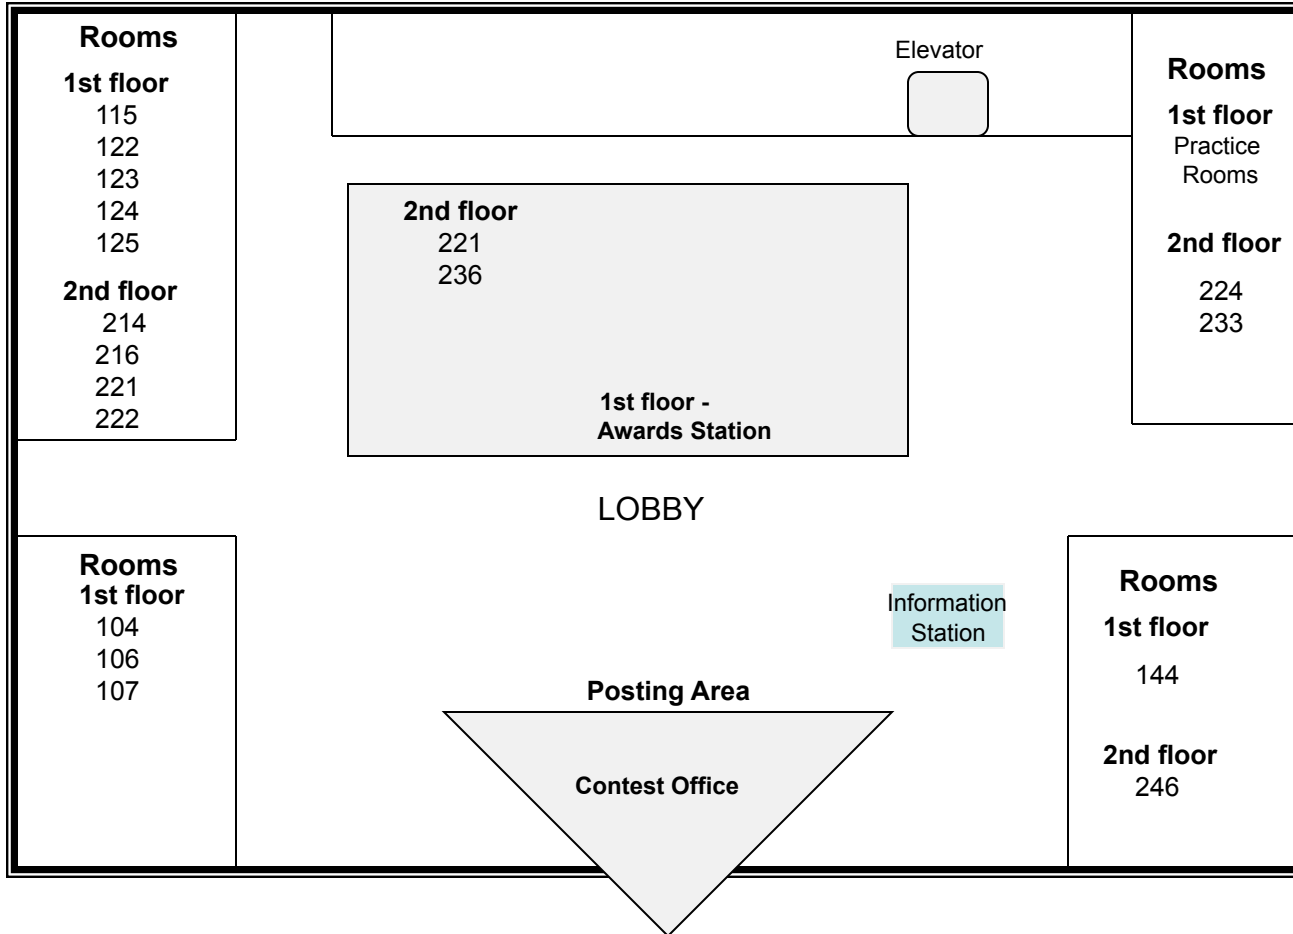 Rooms
1st floor
115
122
123
124
125
2nd floor
214
216
221
222
Elevator
Rooms
1st floor
Practice
Rooms
2nd floor
224
233
2nd floor
221
236
1st floor -
Awards Station
LOBBY
Rooms
1st floor
104
106
107
Information
Station
Posting Area
Contest Office
Rooms
1st floor
144
2nd floor
246